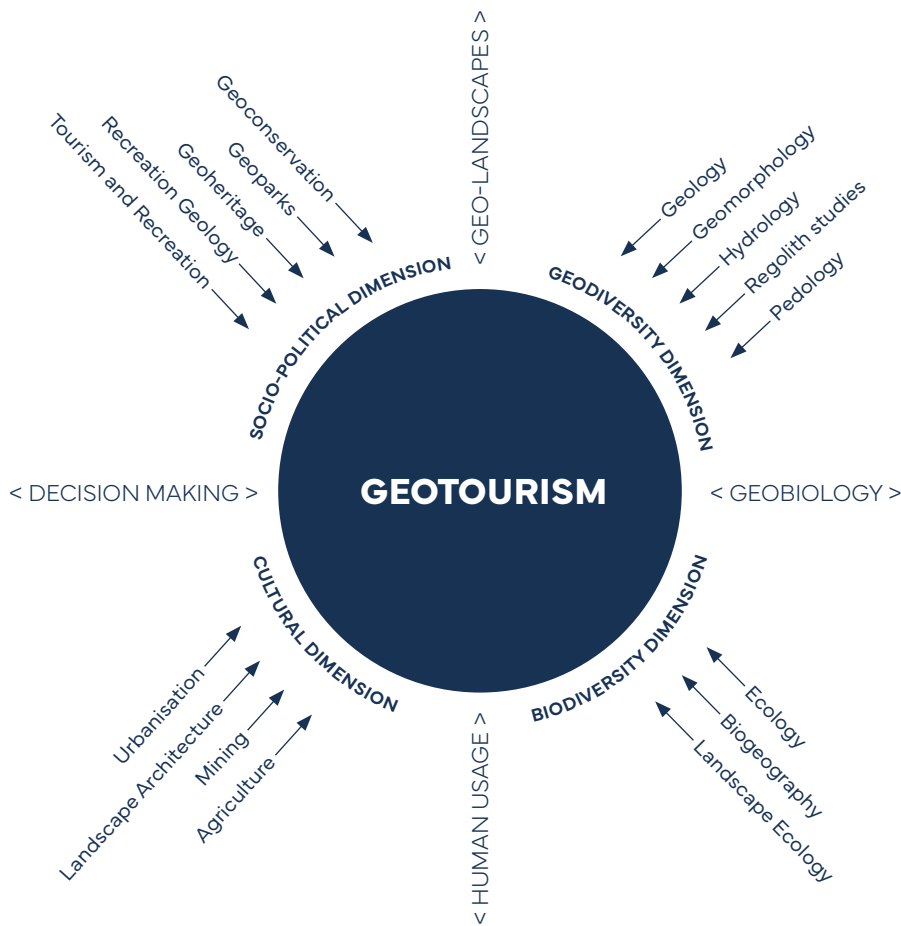 < GEO-LANDSCAPES >
Geoconservation
Geoparks
Geoheritage
Recreation Geology
Tourism and Recreation
SOCIO-POLITICAL DIMENSION
Geology
Geomorphology
Hydrology
Regolith studies
Pedology
GEODIVERSITY DIMENSION
< DECISION MAKING >
GEOTOURISM
< GEOBIOLOGY >
CULTURAL DIMENSION
Urbanisation
Landscape Architecture
Mining
Agriculture
BIODIVERSITY DIMENSION
Ecology
Biogeography
Landscape Ecology
< HUMAN USAGE >